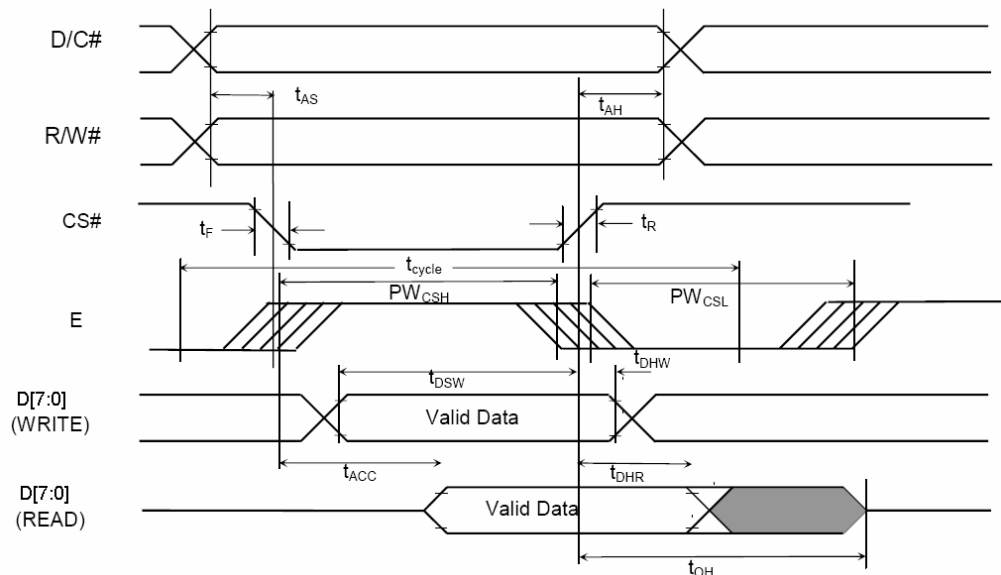 D/C#
tAS
tAH
R/W#
CS#
tF
tR
tcycle
PWCSH
PWCSL
E
tDHW
tDSW
D[7:0]
(WRITE)
Valid Data
tACC
tDHR
D[7:0]
(READ)
Valid Data
tOH